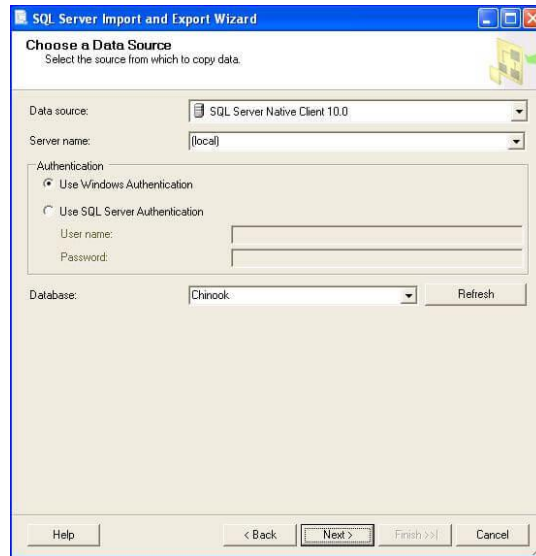 SQL Server Import and Export Wizard
Choose a Data Source
Select the source from which to copy data.
Data source: SQL Server Native Client 10.0
Server name: (local)
Authentication
Use Windows Authentication
Use SQL Server Authentication
User name:
Password:
Database: Chinook Refresh
Help < Back Next > Finish >>| Cancel